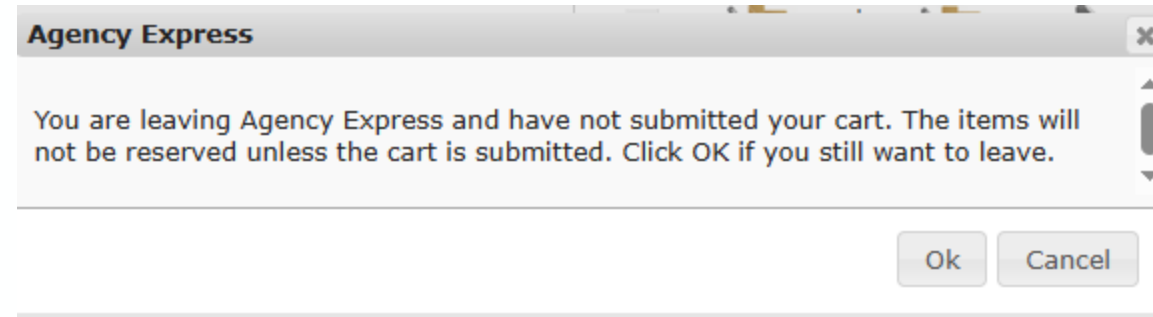 Agency Express
You are leaving Agency Express and have not submitted your cart. The items will
not be reserved unless the cart is submitted. Click OK if you still want to leave.
Ok
Cancel